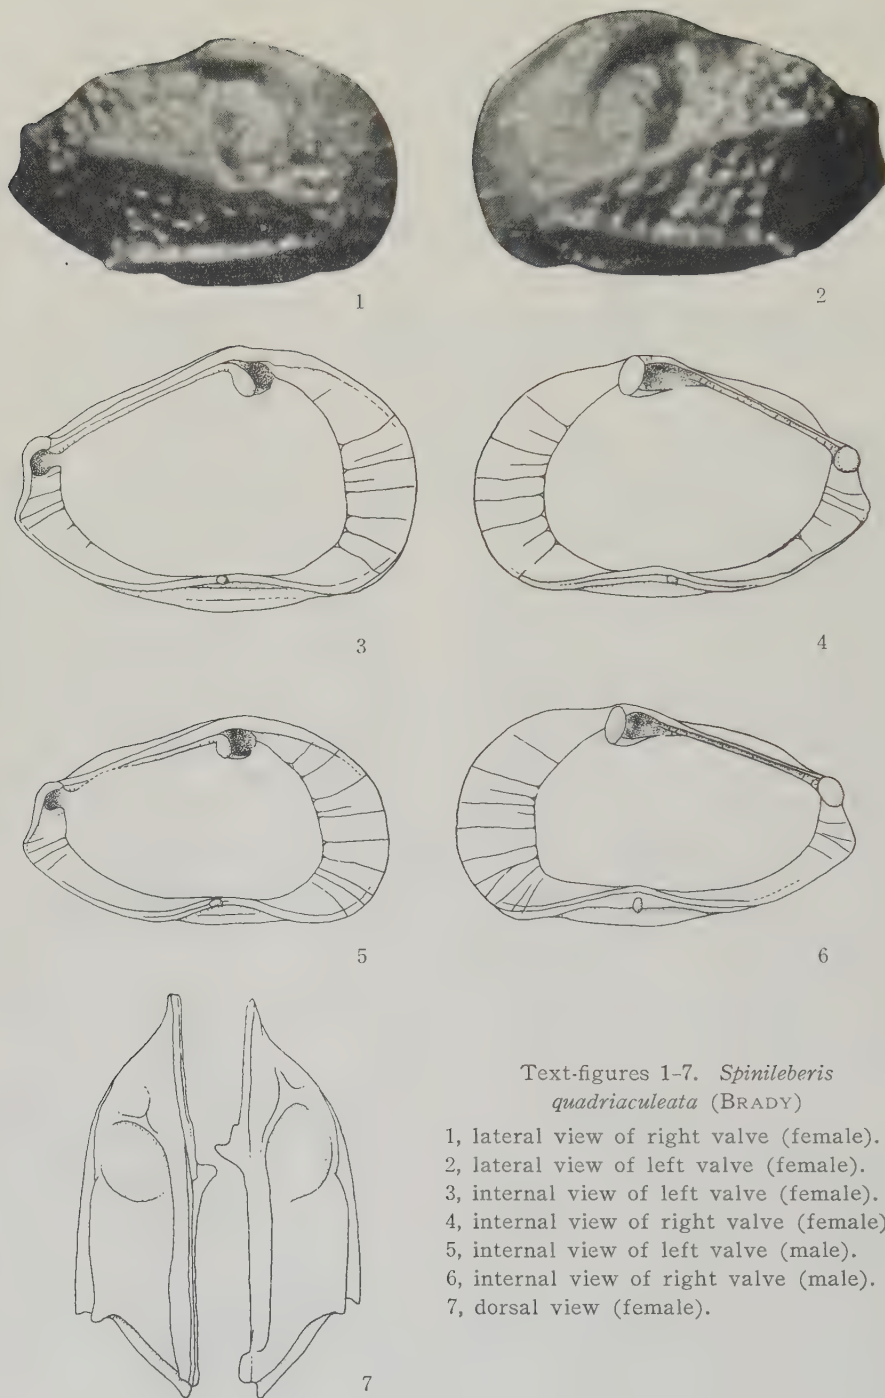 1
2
3
4
5
6
7
Text-figures 1-7. Spinileberis
quadriaculeata (BRADY)
1, lateral view of right valve (female).
2, lateral view of left valve (female).
3, internal view of left valve (female).
4, internal view of right valve (female)
5, internal view of left valve (male).
6, internal view of right valve (male).
7, dorsal view (female).